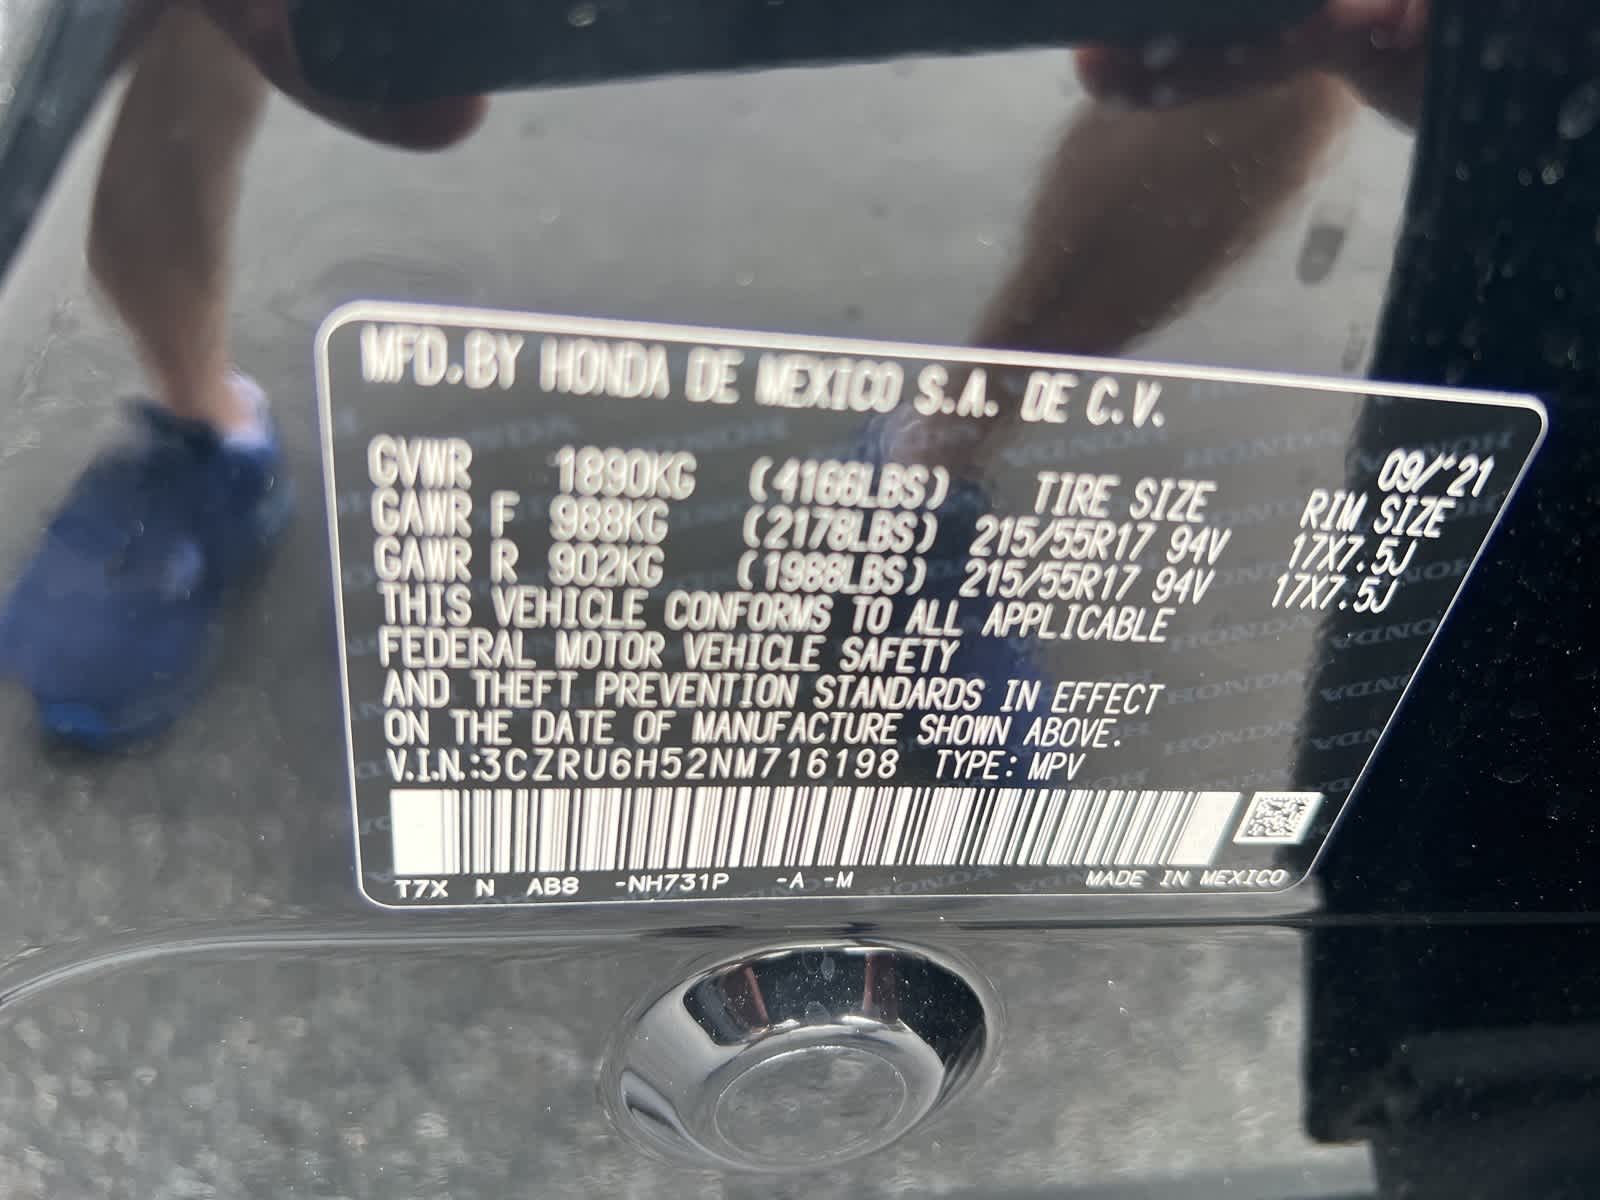 MFD.BY HONDA DE MEXICO S.A. DE C.V.
09/'21
GVWR 1890KG (4166LBS) TIRE SIZE RIM SIZE
GAWR F 988KG (2178LBS) 215/55R17 94V 17X7.5J
GAWR R 902KG (1988LBS) 215/55R17 94V 17X7.5J
THIS VEHICLE CONFORMS TO ALL APPLICABLE
FEDERAL MOTOR VEHICLE SAFETY
AND THEFT PREVENTION STANDARDS IN EFFECT
ON THE DATE OF MANUFACTURE SHOWN ABOVE.
V.I.N.:3CZRU6H52NM716198 TYPE: MPV
T7X N AB8 -NH731P -A -M MADE IN MEXICO